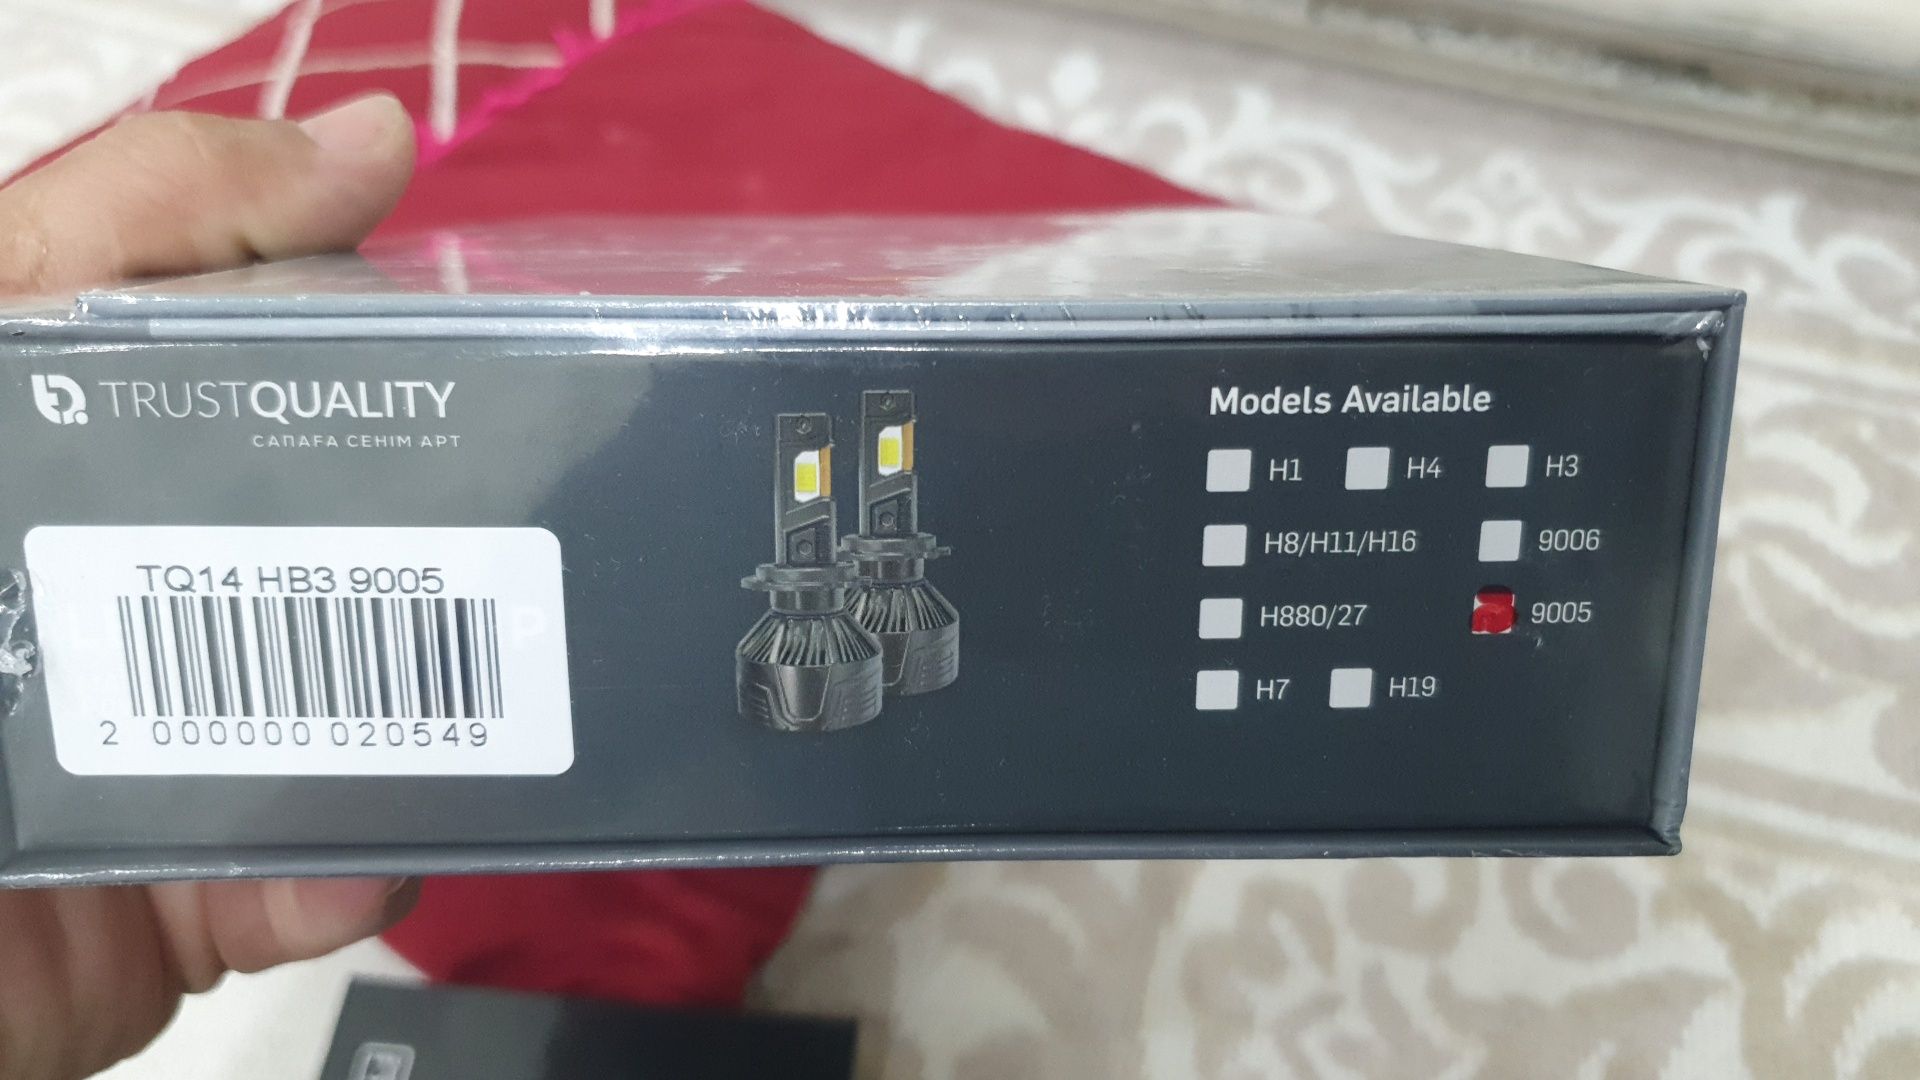 TRUSTQUALITY
САПАҒА СЕНІМ АРТ
TQ14 HB3 9005
2 000000 020549
Models Available
H1 H4 H3
H8/H11/H16 9006
H880/27 9005
H7 H19